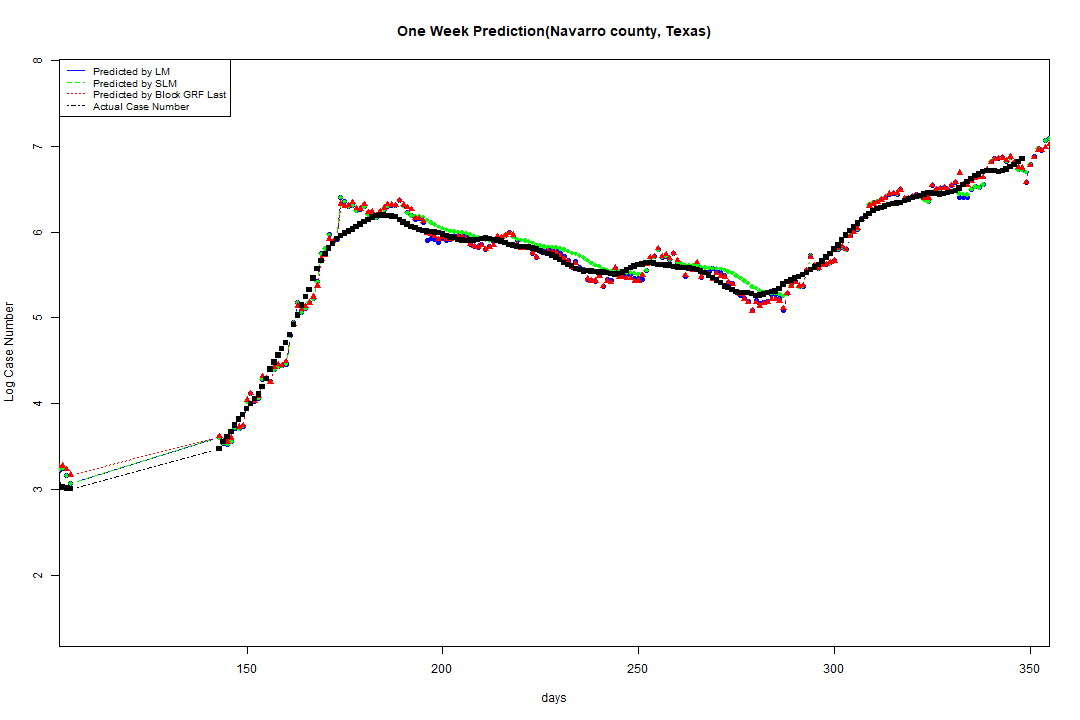 One Week Prediction(Navarro county, Texas)
Predicted by LM
Predicted by SLM
Predicted by Block GRF Last
Actual Case Number
8
7
6
5
4
3
2
Log Case Number
150 200 250 300 350
days